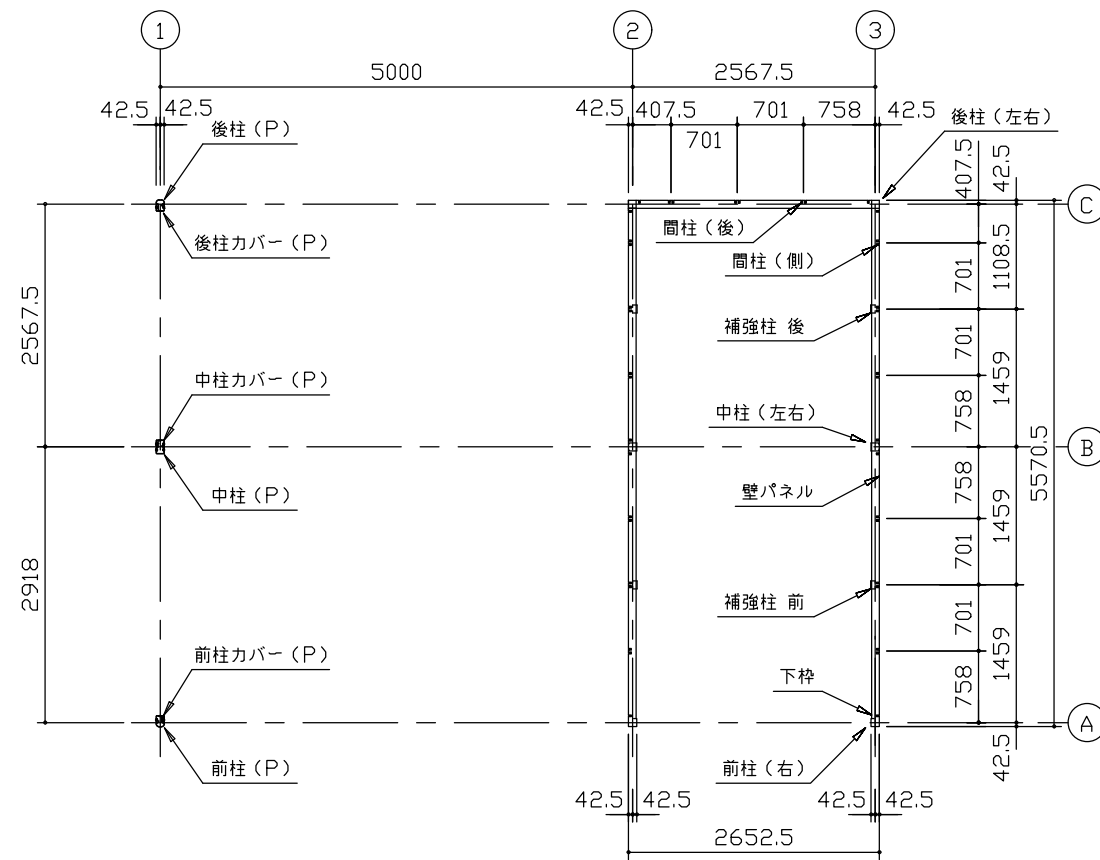 1
2
3
5000
2567.5
42.5
42.5
42.5
407.5
701
701
758
42.5
後柱（P）
後柱（左右）
後柱カバー（P）
間柱（後）
間柱（側）
407.5
42.5
C
701
1108.5
2567.5
補強柱 後
701
1459
中柱カバー（P）
中柱（左右）
758
B
5570.5
中柱（P）
壁パネル
758
1459
701
2918
補強柱 前
701
1459
前柱カバー（P）
下枠
758
A
前柱（P）
前柱（右）
42.5
42.5
42.5
42.5
42.5
2652.5